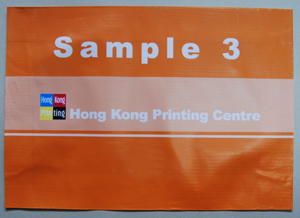 Sample 3
Hong Kong
Printing
Hong Kong Printing Centre